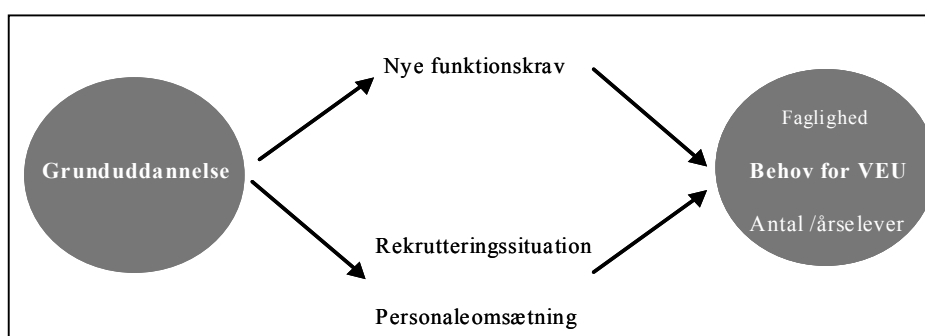 Nye funktionskrav
Grunduddannelse
Faglighed
Behov for VEU
Antal /årselever
Rekrutteringssituation
Personaleomsætning